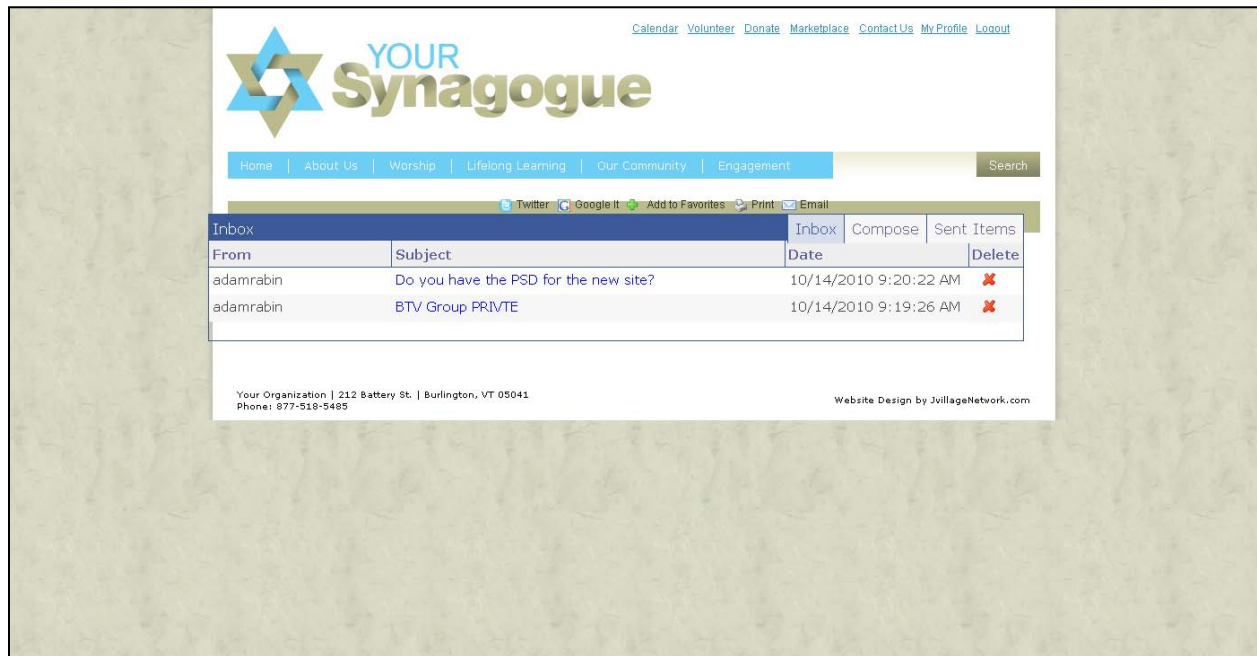 Calendar Volunteer Donate Marketplace Contact Us My Profile Logout
YOUR
Synagogue
Home | About Us | Worship | Lifelong Learning | Our Community | Engagement
Search
Twitter Google It Add to Favorites Print Email
Inbox Inbox Compose Sent Items
From Subject Date Delete
adamrabin Do you have the PSD for the new site? 10/14/2010 9:20:22 AM
adamrabin BTV Group PRIVTE 10/14/2010 9:19:26 AM
Your Organization | 212 Battery St. | Burlington, VT 05041
Phone: 877-518-5485
Website Design by JvillageNetwork.com